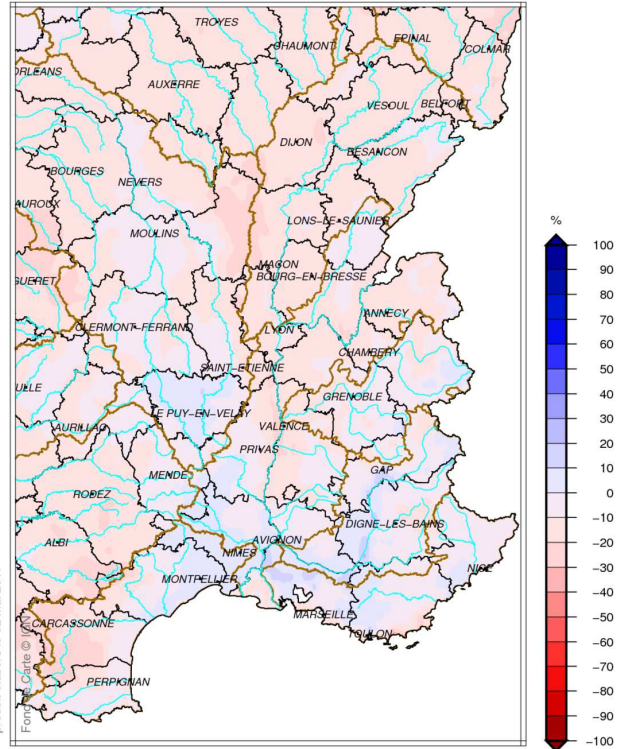 TROYES
CHAUMONT
EPINAL
COLMAR
ORLEANS
AUXERRE
VESOUL
BELFORT
DIJON
BESANCON
BOURGES
NEVERS
AUROUX
LONS-LE-SAUNIER
MOULINS
MACON
BOURG-EN-BRESSE
GUERET
ANNECY
CLERMONT-FERRAND
LYON
CHAMBERY
SAINT-ETIENNE
ULLE
GRENOBLE
LE PUY-EN-VELAY
AURILLAC
VALENCE
PRIVAS
GAP
MENDE
RODEZ
DIGNE-LES-BAINS
ALBI
AVIGNON
NIMES
NICE
MONTPELLIER
MARSEILLE
CARCASSONNE
TOULON
PERPIGNAN
Fond de Carte © IGN
%
100
90
80
70
60
50
40
30
20
10
0
-10
-20
-30
-40
-50
-60
-70
-80
-90
-100